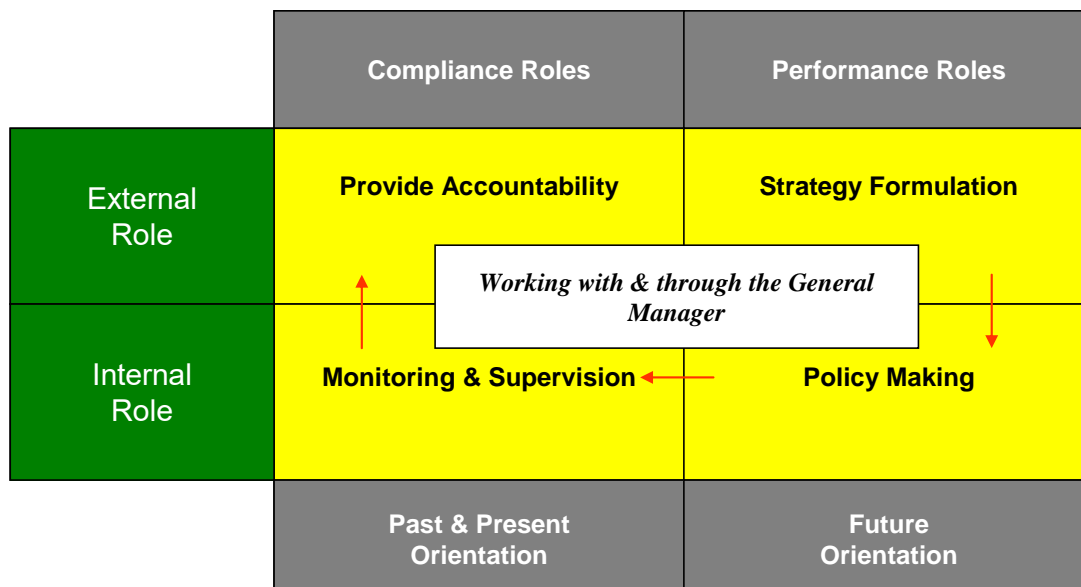 Compliance Roles
Performance Roles
External
Role
Provide Accountability
Strategy Formulation
Working with & through the General
Manager
Internal
Role
Monitoring & Supervision
Policy Making
Past & Present
Orientation
Future
Orientation